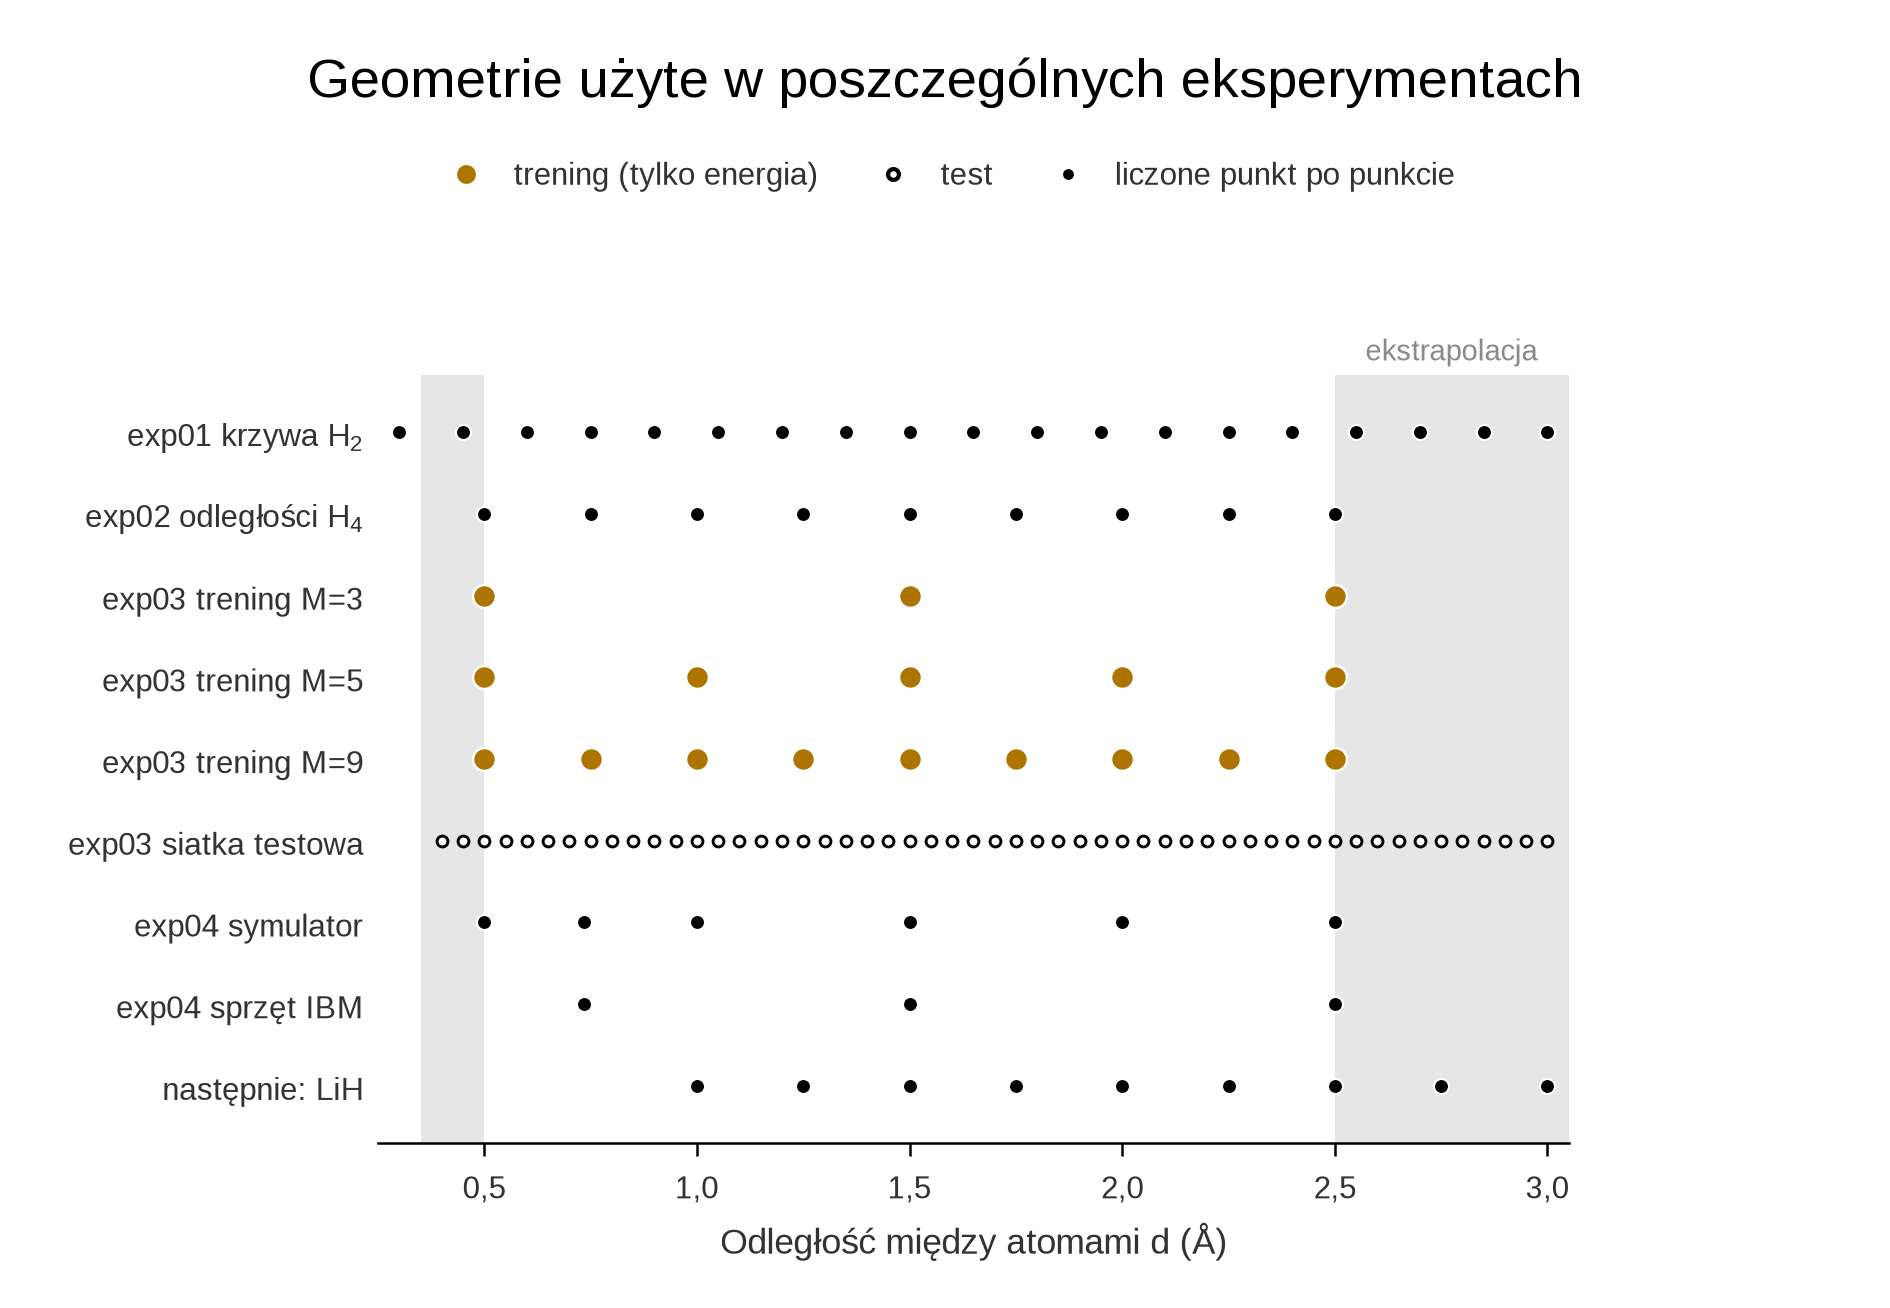 Geometrie użyte w poszczególnych eksperymentach
trening (tylko energia) test liczone punkt po punkcie
ekstrapolacja
exp01 krzywa H₂
exp02 odległości H₄
exp03 trening M=3
exp03 trening M=5
exp03 trening M=9
exp03 siatka testowa
exp04 symulator
exp04 sprzęt IBM
następnie: LiH
0,5 1,0 1,5 2,0 2,5 3,0
Odległość między atomami d (Å)